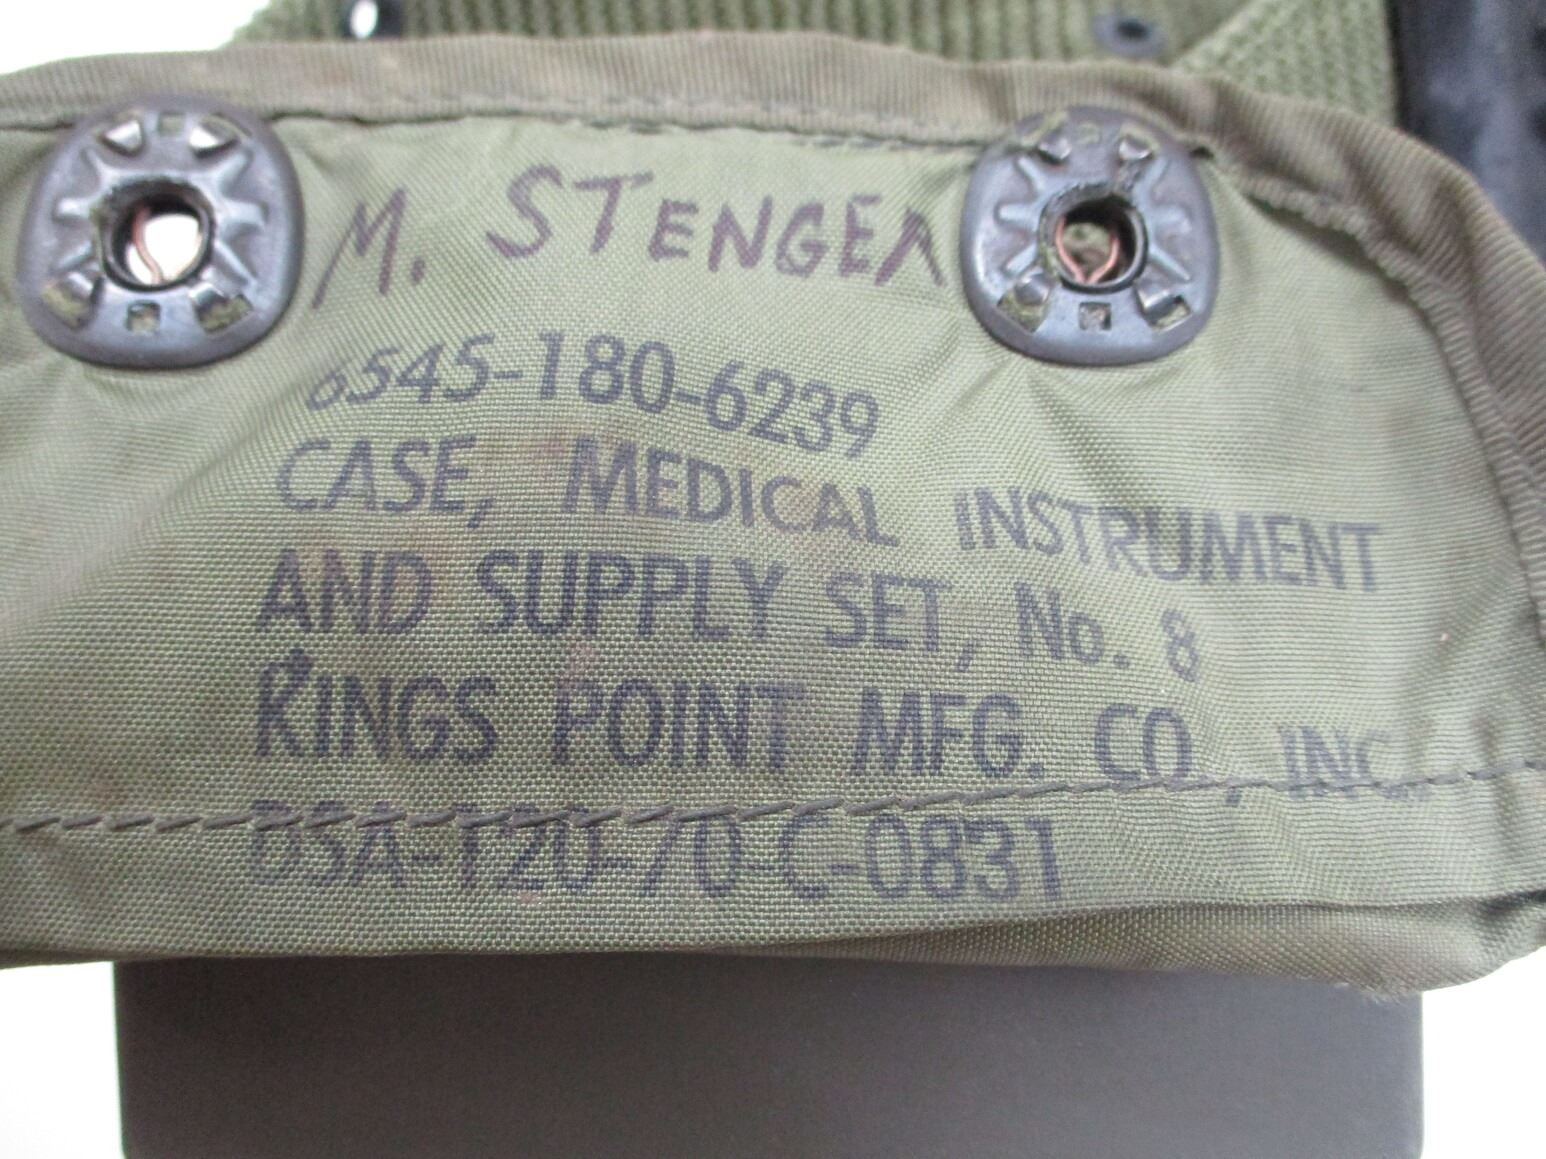 M. STENGER
6545-180-6239
CASE, MEDICAL INSTRUMENT
AND SUPPLY SET, No. 8
KINGS POINT MFG. CO., INC.
DSA-120-70-C-0831